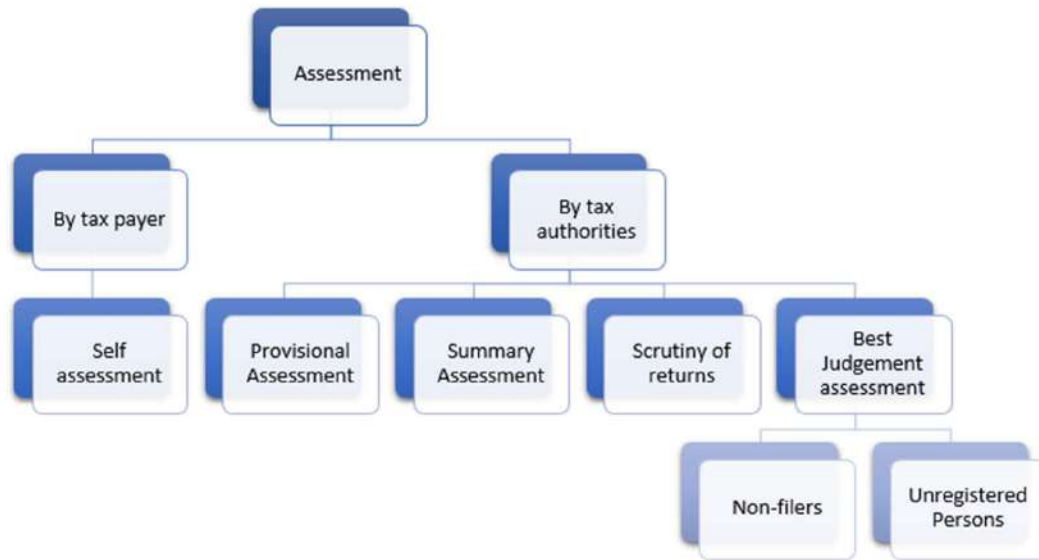 Assessment
By tax payer
By tax
authorities
Self
assessment
Provisional
Assessment
Summary
Assessment
Scrutiny of
returns
Best
Judgement
assessment
Non-filers
Unregistered
Persons